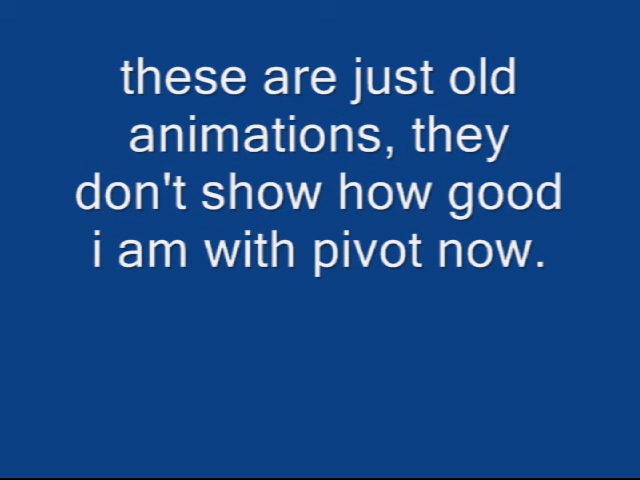 these are just old
animations, they
don't show how good
i am with pivot now.